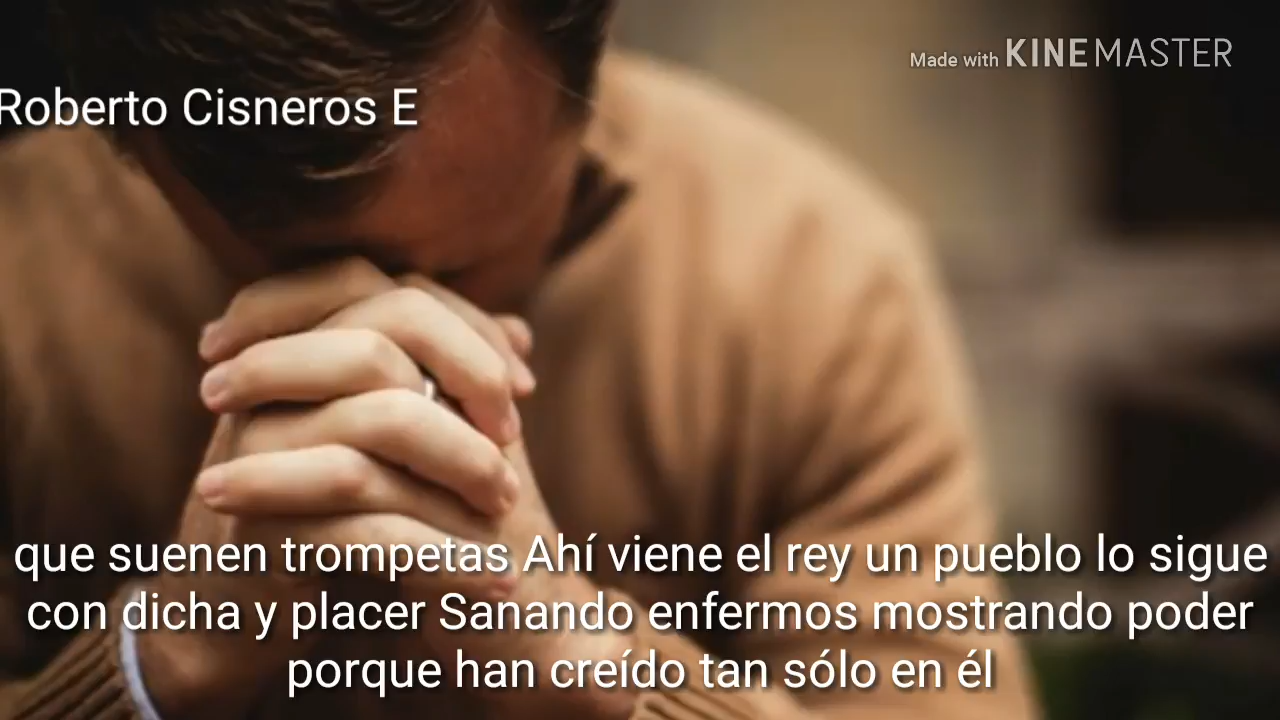 Made with KINEMASTER
Roberto Cisneros E
que suenen trompetas Ahí viene el rey un pueblo lo sigue
con dicha y placer Sanando enfermos mostrando poder
porque han creído tan sólo en él